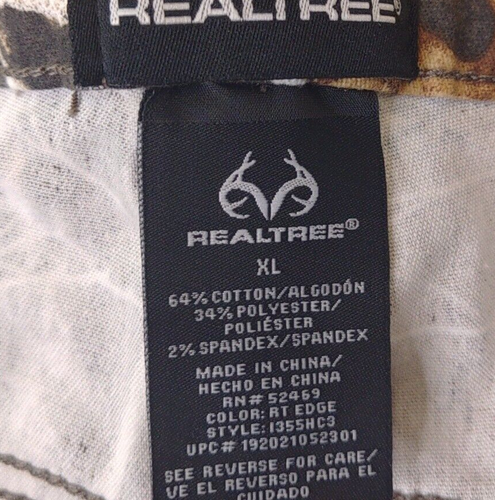 REALTREE®
REALTREE®
XL
64% COTTON/ALGODÓN
34% POLYESTER/
POLIÉSTER
2% SPANDEX/SPANDEX
MADE IN CHINA/
HECHO EN CHINA
RN# 52469
COLOR: RT EDGE
STYLE: I355HC3
UPC# 192021052301
SEE REVERSE FOR CARE/
VE EL REVERSO PARA EL
CUIDADO